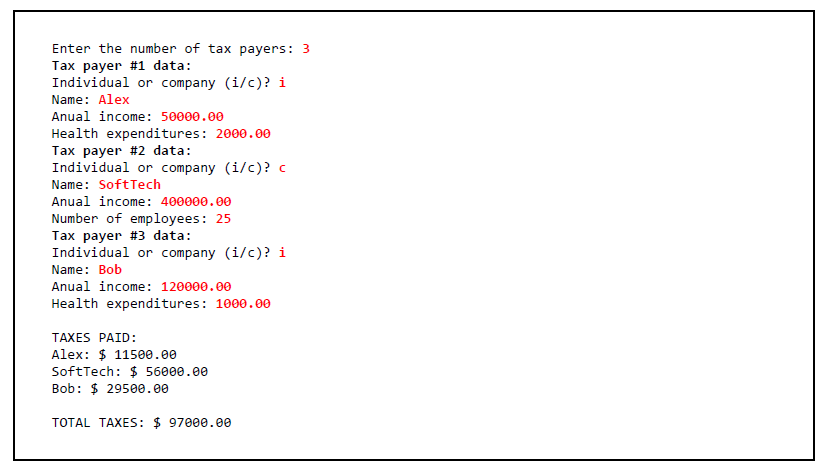 Enter the number of tax payers: 3
Tax payer #1 data:
Individual or company (i/c)? i
Name: Alex
Anual income: 50000.00
Health expenditures: 2000.00
Tax payer #2 data:
Individual or company (i/c)? c
Name: SoftTech
Anual income: 400000.00
Number of employees: 25
Tax payer #3 data:
Individual or company (i/c)? i
Name: Bob
Anual income: 120000.00
Health expenditures: 1000.00
TAXES PAID:
Alex: $ 11500.00
SoftTech: $ 56000.00
Bob: $ 29500.00
TOTAL TAXES: $ 97000.00